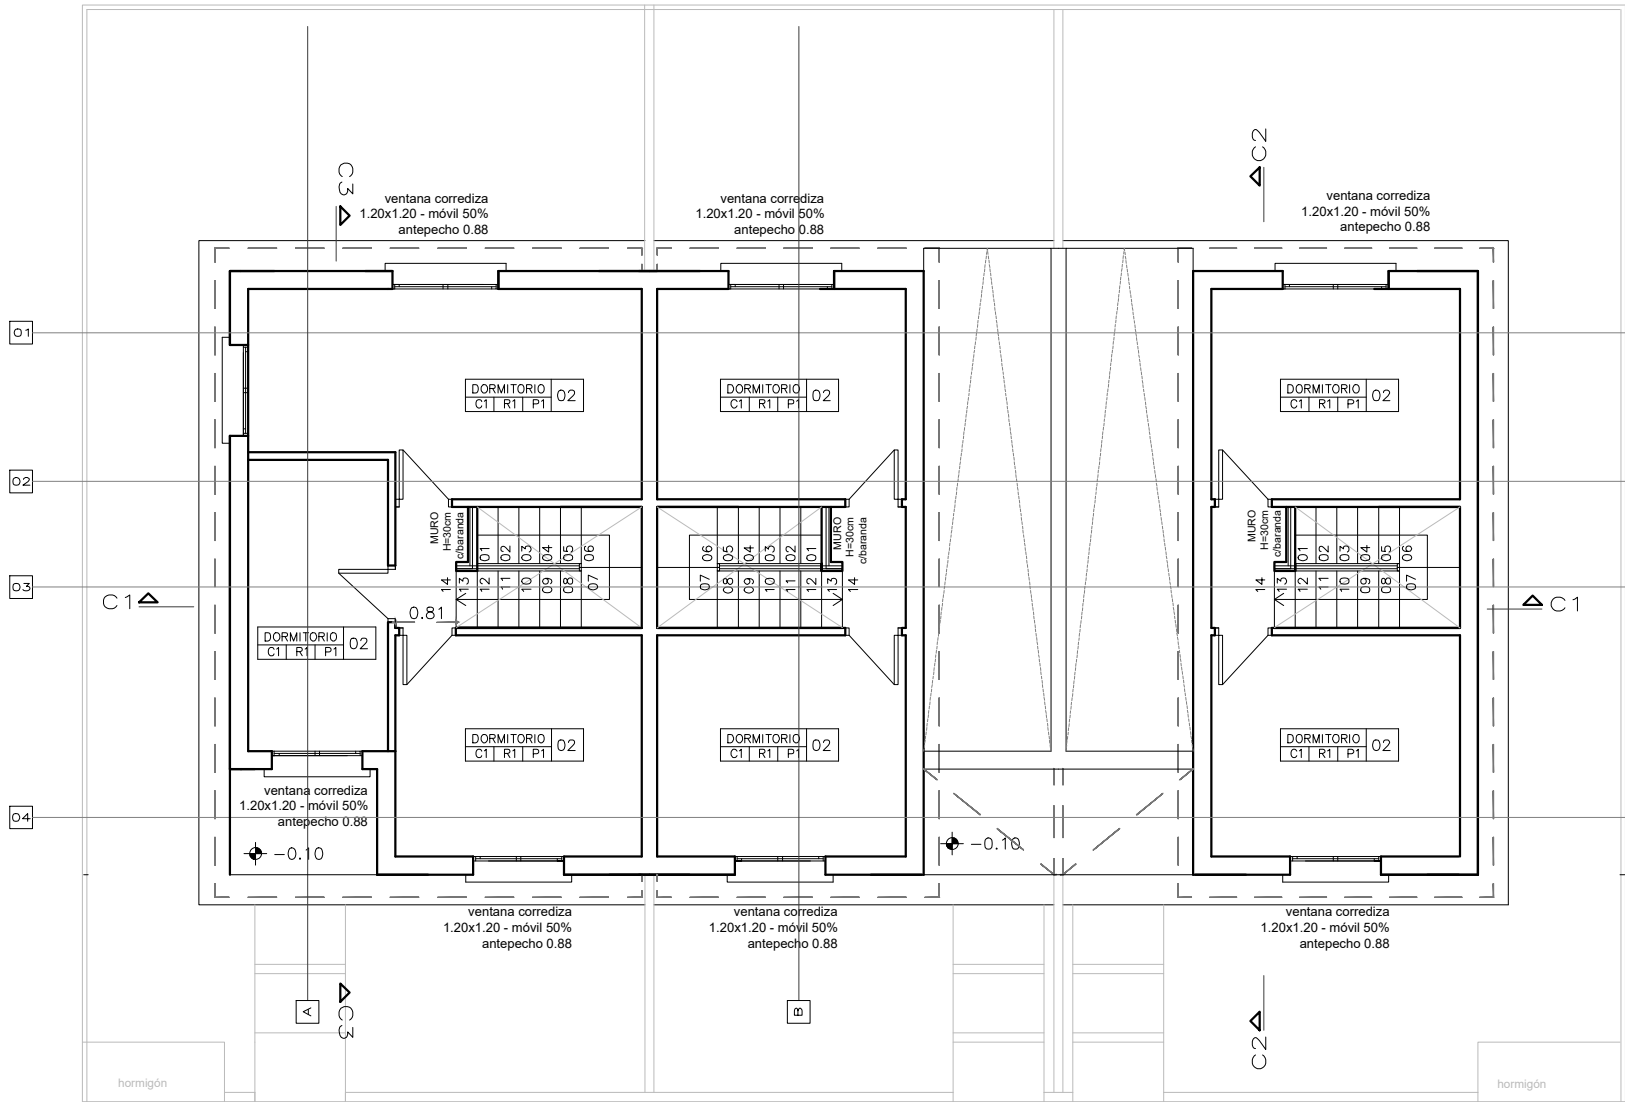 C3
C2
ventana corrediza
1.20x1.20 - móvil 50%
antepecho 0.88
ventana corrediza
1.20x1.20 - móvil 50%
antepecho 0.88
ventana corrediza
1.20x1.20 - móvil 50%
antepecho 0.88
01
DORMITORIO 02
C1 R1 P1
DORMITORIO 02
C1 R1 P1
DORMITORIO 02
C1 R1 P1
02
MURO
H=30cm
c/baranda
01 02 03 04 05 06
14 13 12 11 10 09 08 07
06 05 04 03 02 01
07 08 09 10 11 12 13 14
MURO
H=30cm
c/baranda
MURO
H=30cm
c/baranda
01 02 03 04 05 06
14 13 12 11 10 09 08 07
03
C1
C1
0.81
DORMITORIO 02
C1 R1 P1
DORMITORIO 02
C1 R1 P1
DORMITORIO 02
C1 R1 P1
DORMITORIO 02
C1 R1 P1
ventana corrediza
1.20x1.20 - móvil 50%
antepecho 0.88
04
-0.10
-0.10
ventana corrediza
1.20x1.20 - móvil 50%
antepecho 0.88
ventana corrediza
1.20x1.20 - móvil 50%
antepecho 0.88
ventana corrediza
1.20x1.20 - móvil 50%
antepecho 0.88
A
C3
B
C2
hormigón
hormigón